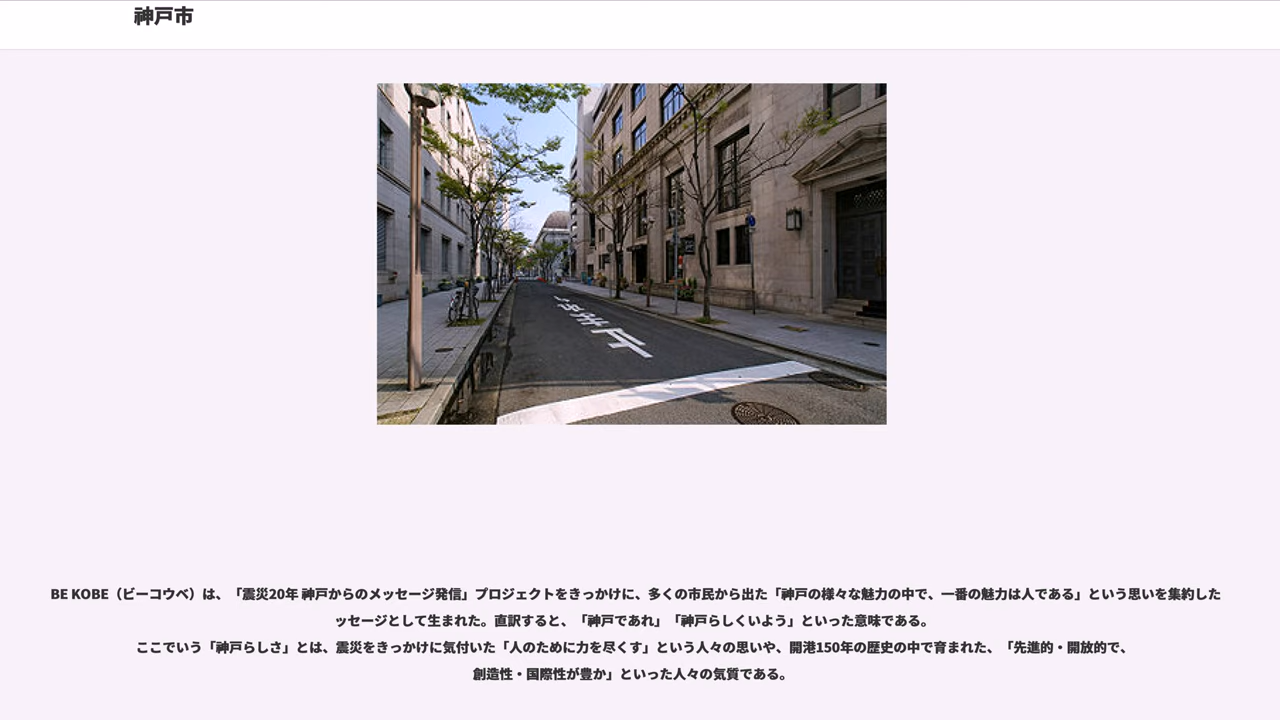 神戸市
BE KOBE（ビーコウベ）は、「震災20年 神戸からのメッセージ発信」プロジェクトをきっかけに、多くの市民から出た「神戸の様々な魅力の中で、一番の魅力は人である」という思いを集約した
ッセージとして生まれた。直訳すると、「神戸であれ」「神戸らしくいよう」といった意味である。
ここでいう「神戸らしさ」とは、震災をきっかけに気付いた「人のために力を尽くす」という人々の思いや、開港150年の歴史の中で育まれた、「先進的・開放的で、
創造性・国際性が豊か」といった人々の気質である。